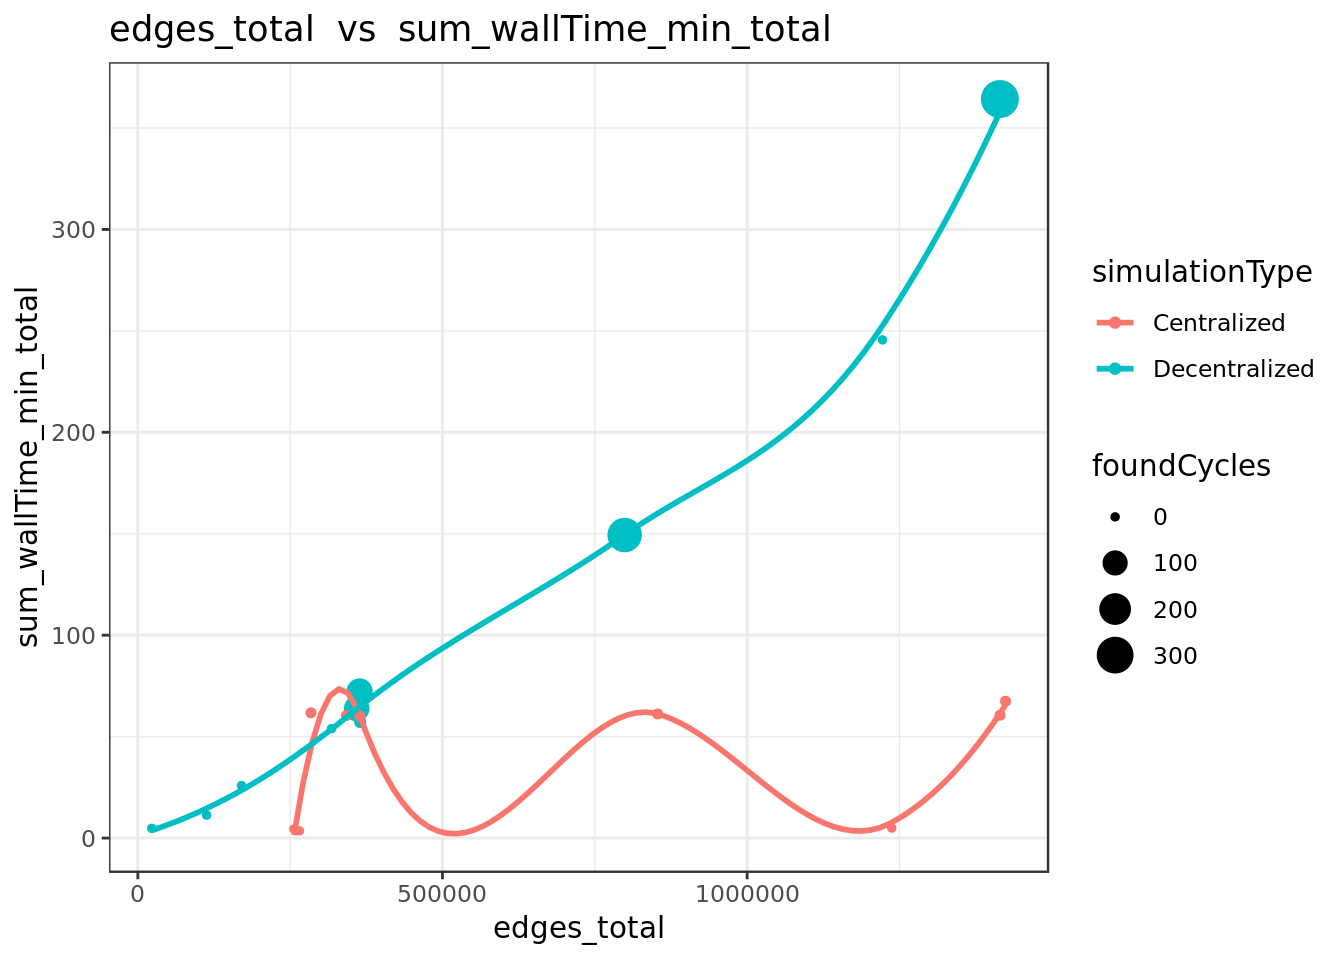 edges_total  vs  sum_wallTime_min_total
sum_wallTime_min_total
300
200
100
0
0
500000
1000000
edges_total
simulationType
Centralized
Decentralized
foundCycles
0
100
200
300